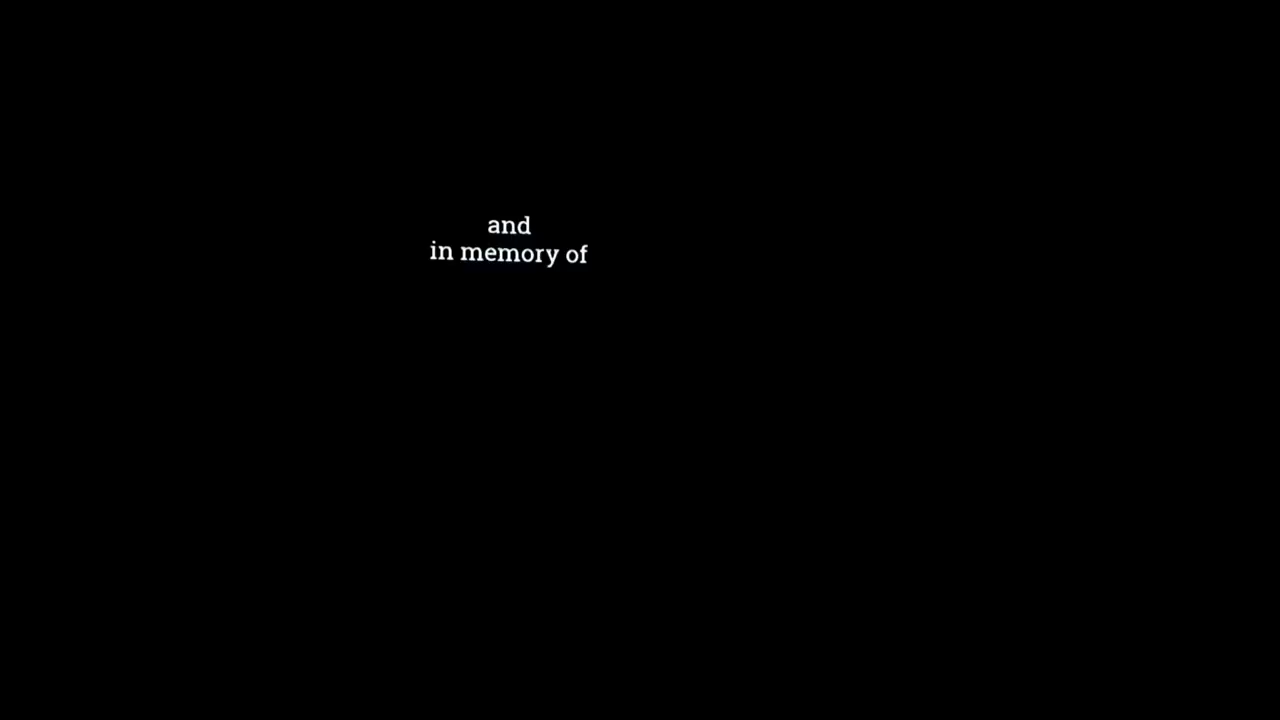 and
in memory of